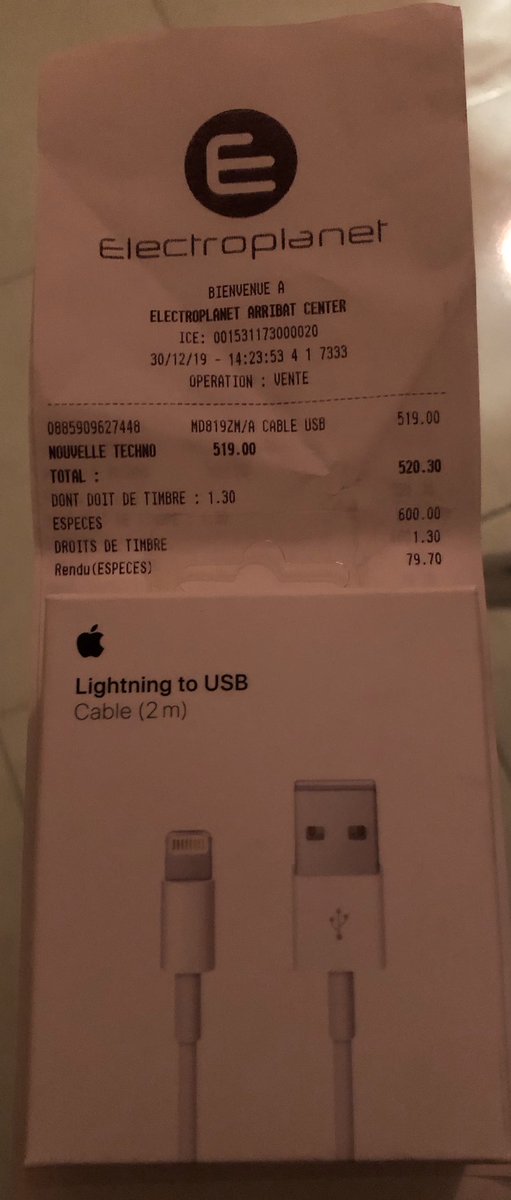 Electroplanet
BIENVENUE A
ELECTROPLANET ARRIBAT CENTER
ICE: 001531173000020
30/12/19 - 14:23:53 4 1 7333
OPERATION : VENTE
0885909627448 MD819ZM/A CABLE USB 519.00
NOUVELLE TECHNO 519.00
TOTAL : 520.30
DONT DOIT DE TIMBRE : 1.30
ESPECES 600.00
DROITS DE TIMBRE 1.30
Rendu(ESPECES) 79.70
Lightning to USB
Cable (2 m)